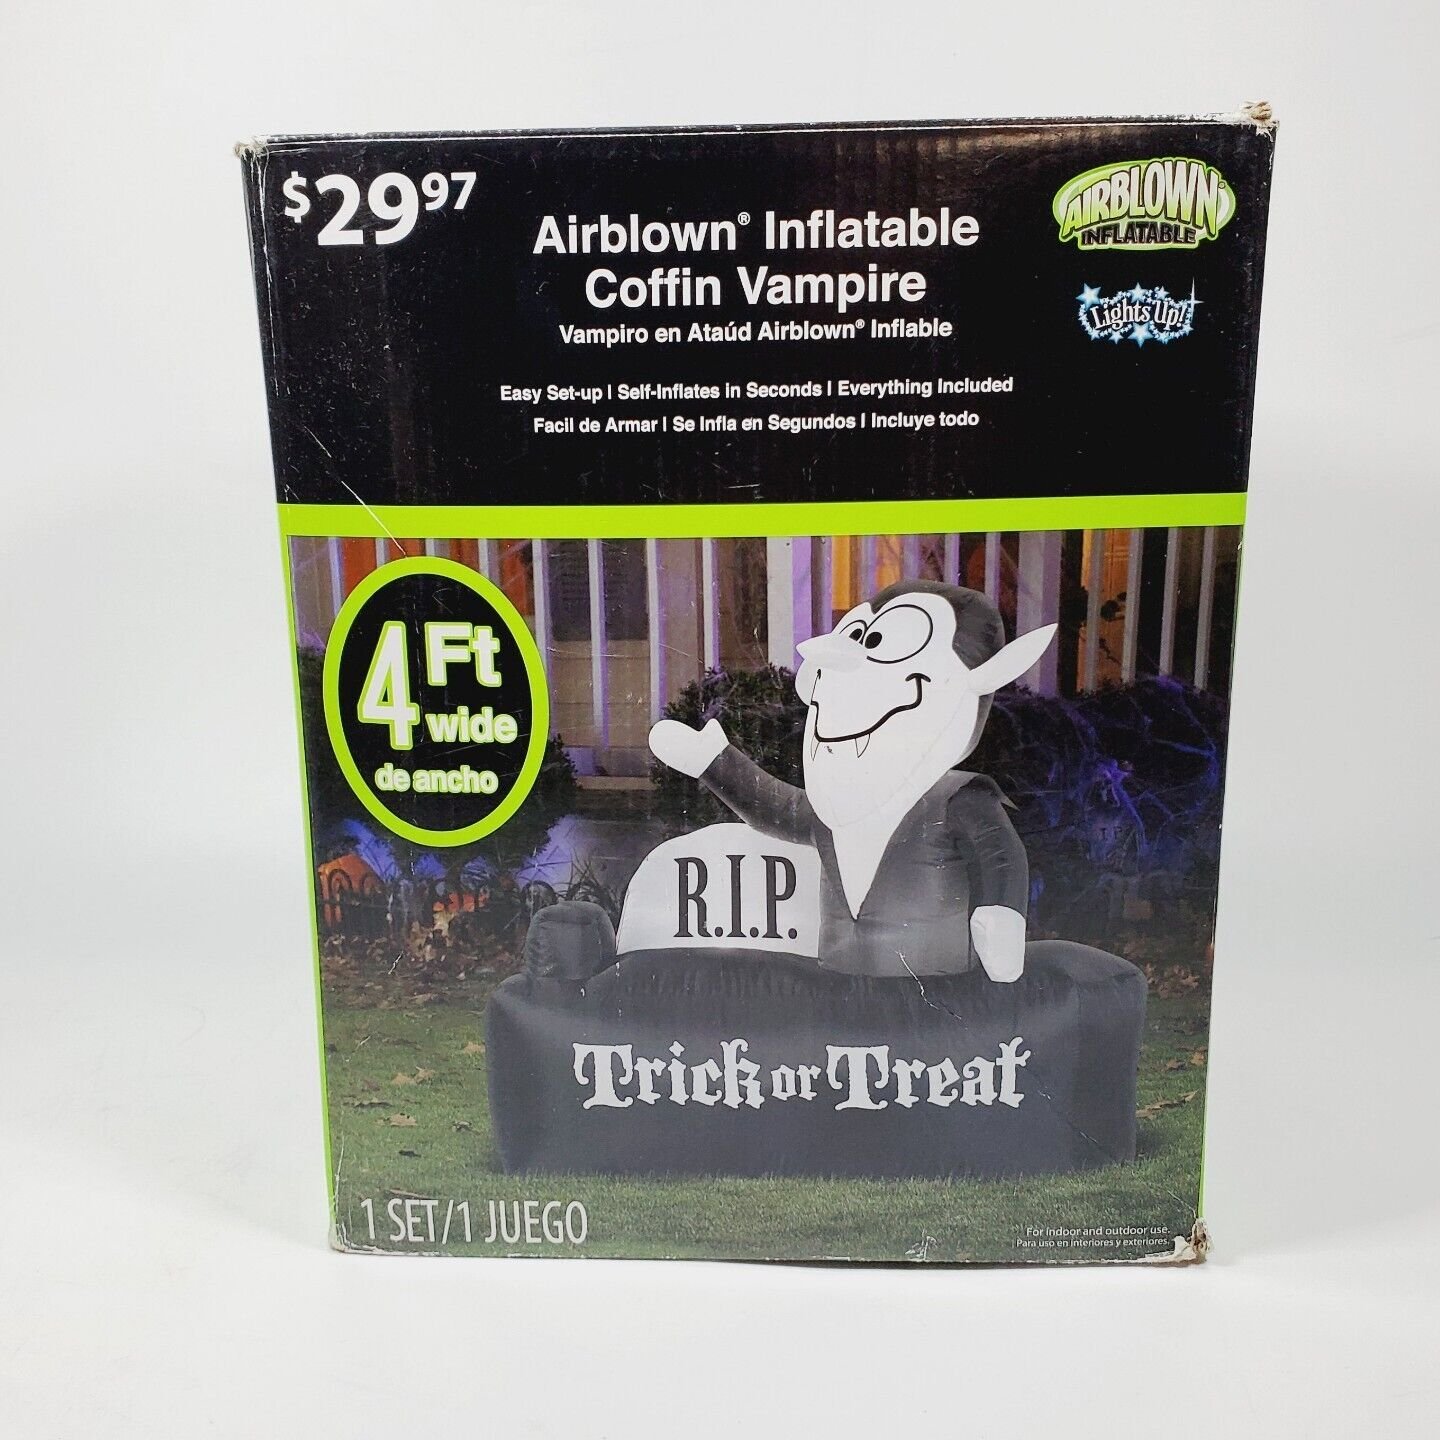 $29.97
Airblown® Inflatable
Coffin Vampire
Vampiro en Ataúd Airblown® Inflable
Easy Set-up | Self-Inflates in Seconds | Everything Included
Facil de Armar | Se Infla en Segundos | Incluye todo
AIRBLOWN®
INFLATABLE
Lights Up!
4 Ft
wide
de ancho
R.I.P.
Trick or Treat
1 SET/1 JUEGO
For indoor and outdoor use.
Para uso en interiores y exteriores.